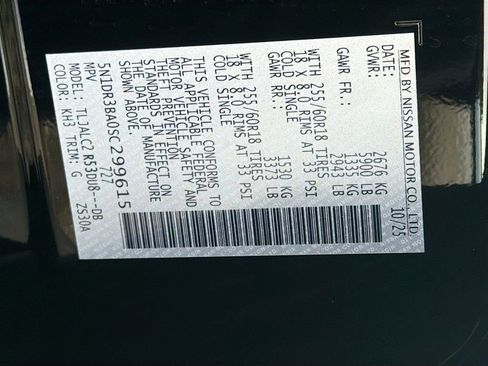 MFD BY NISSAN MOTOR CO., LTD.
10/25
GVWR: 2676 KG
5900 LB
GAWR FR.: 1335 KG
2943 LB
WITH 255/60R18 TIRES
18 X 8.0 RIMS AT 33 PSI
COLD SINGLE
GAWR RR.: 1530 KG
3373 LB
WITH 255/60R18 TIRES
18 X 8.0 RIMS AT 33 PSI
COLD SINGLE
THIS VEHICLE CONFORMS TO
ALL APPLICABLE FEDERAL
MOTOR VEHICLE SAFETY AND
THEFT PREVENTION
STANDARDS IN EFFECT ON
THE DATE OF MANUFACTURE
SHOWN ABOVE.
5N1DR3BA0SC299615
MPV 727
MODEL: TLJALC2 R53DD8---DB
COLOR: KH3 TRIM: G ZS30A